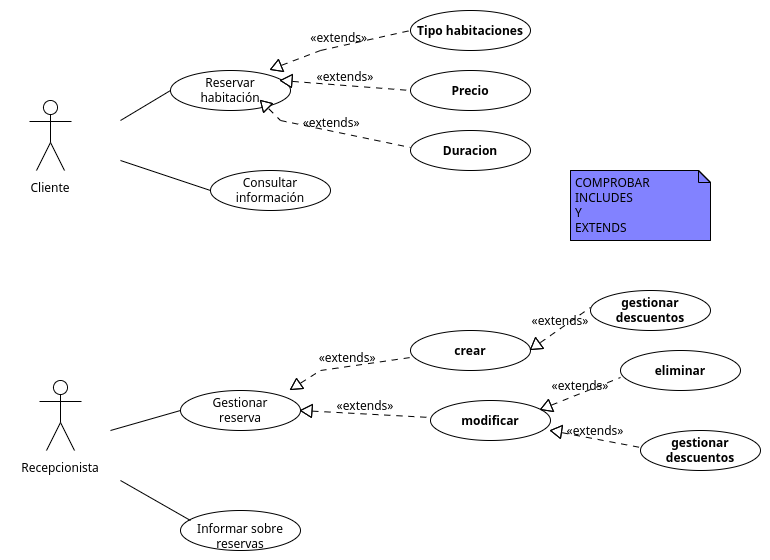 Tipo habitaciones
«extends»
Reservar
habitación
«extends»
Precio
«extends»
Duracion
Cliente
Consultar
información
COMPROBAR
INCLUDES
Y
EXTENDS
gestionar
descuentos
«extends»
crear
«extends»
eliminar
«extends»
Gestionar
reserva
«extends»
modificar
«extends»
gestionar
descuentos
Recepcionista
Informar sobre
reservas